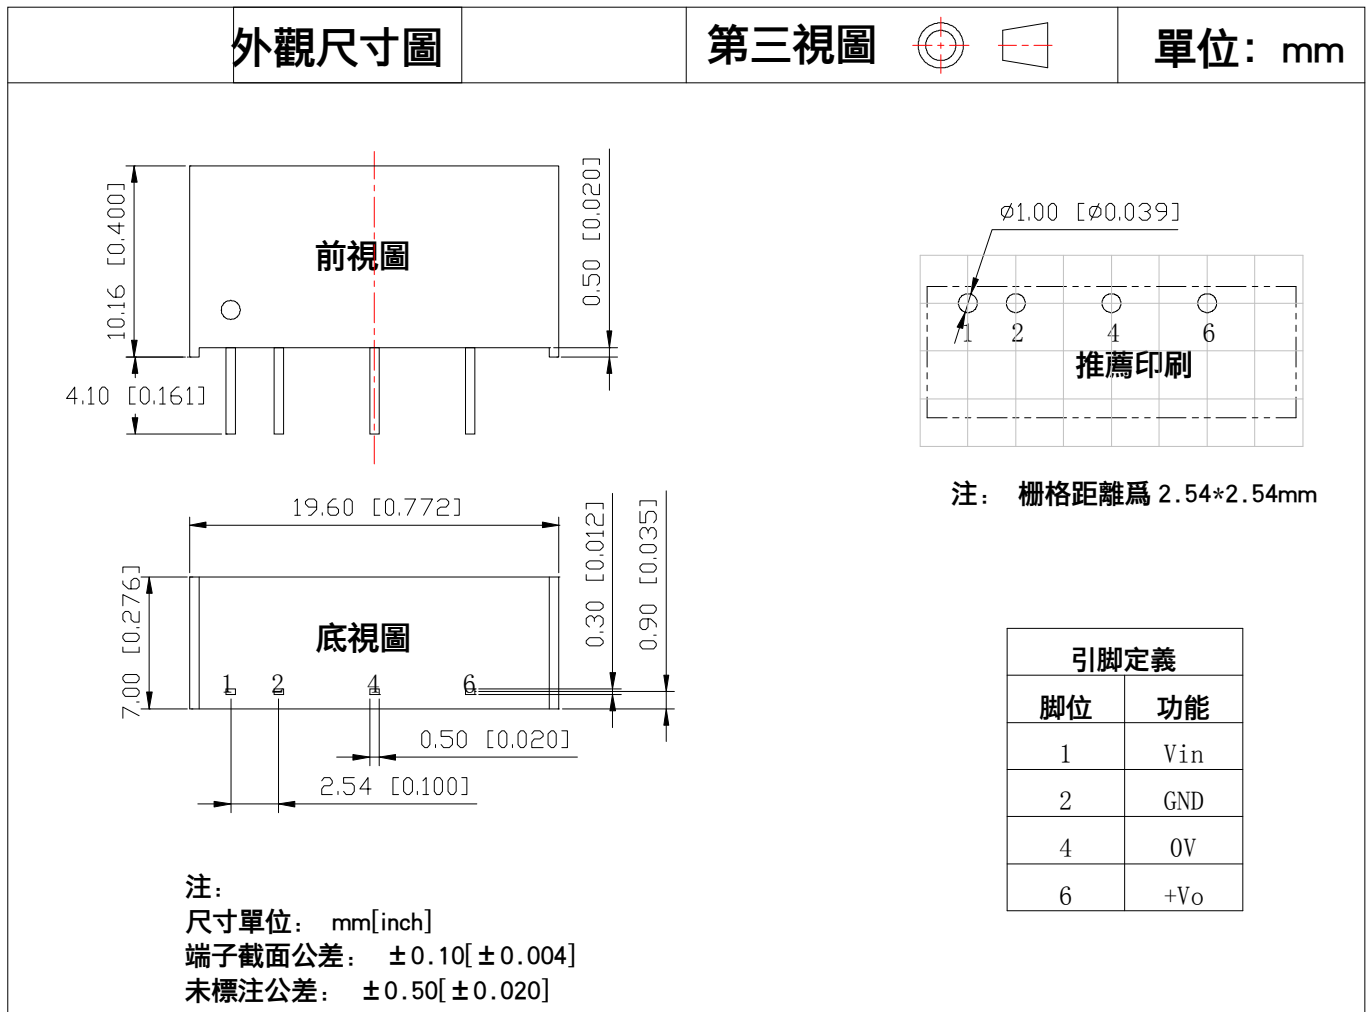 外觀尺寸圖
第三視圖
單位：mm
10.16 [0.400]
前視圖
0.50 [0.020]
4.10 [0.161]
ø1.00 [ø0.039]
1 2 4 6
推薦印刷
注： 栅格距離爲 2.54*2.54mm
19.60 [0.772]
7.00 [0.276]
底視圖
0.30 [0.012]
0.90 [0.035]
1 2 4 6
0.50 [0.020]
2.54 [0.100]
引脚定義
脚位 功能
1 Vin
2 GND
4 0V
6 +Vo
注：
尺寸單位： mm[inch]
端子截面公差： ±0.10[±0.004]
未標注公差： ±0.50[±0.020]